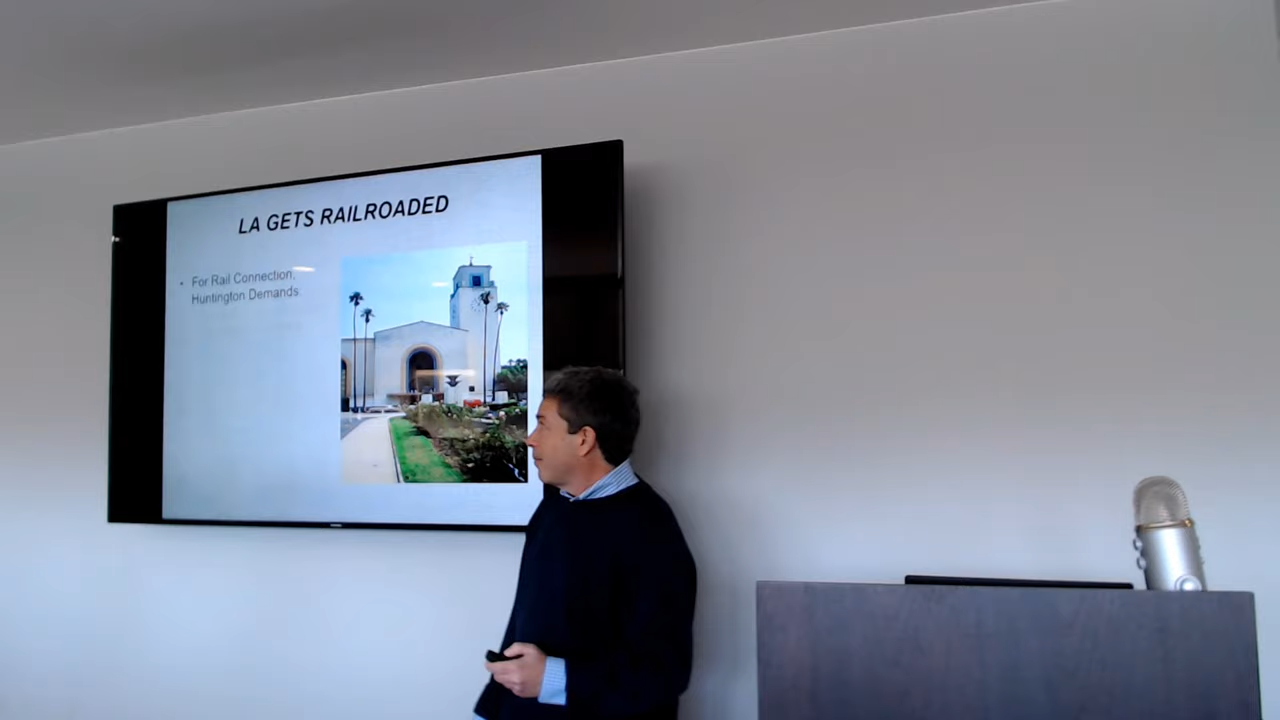 LA GETS RAILROADED
• For Rail Connection,
Huntington Demands